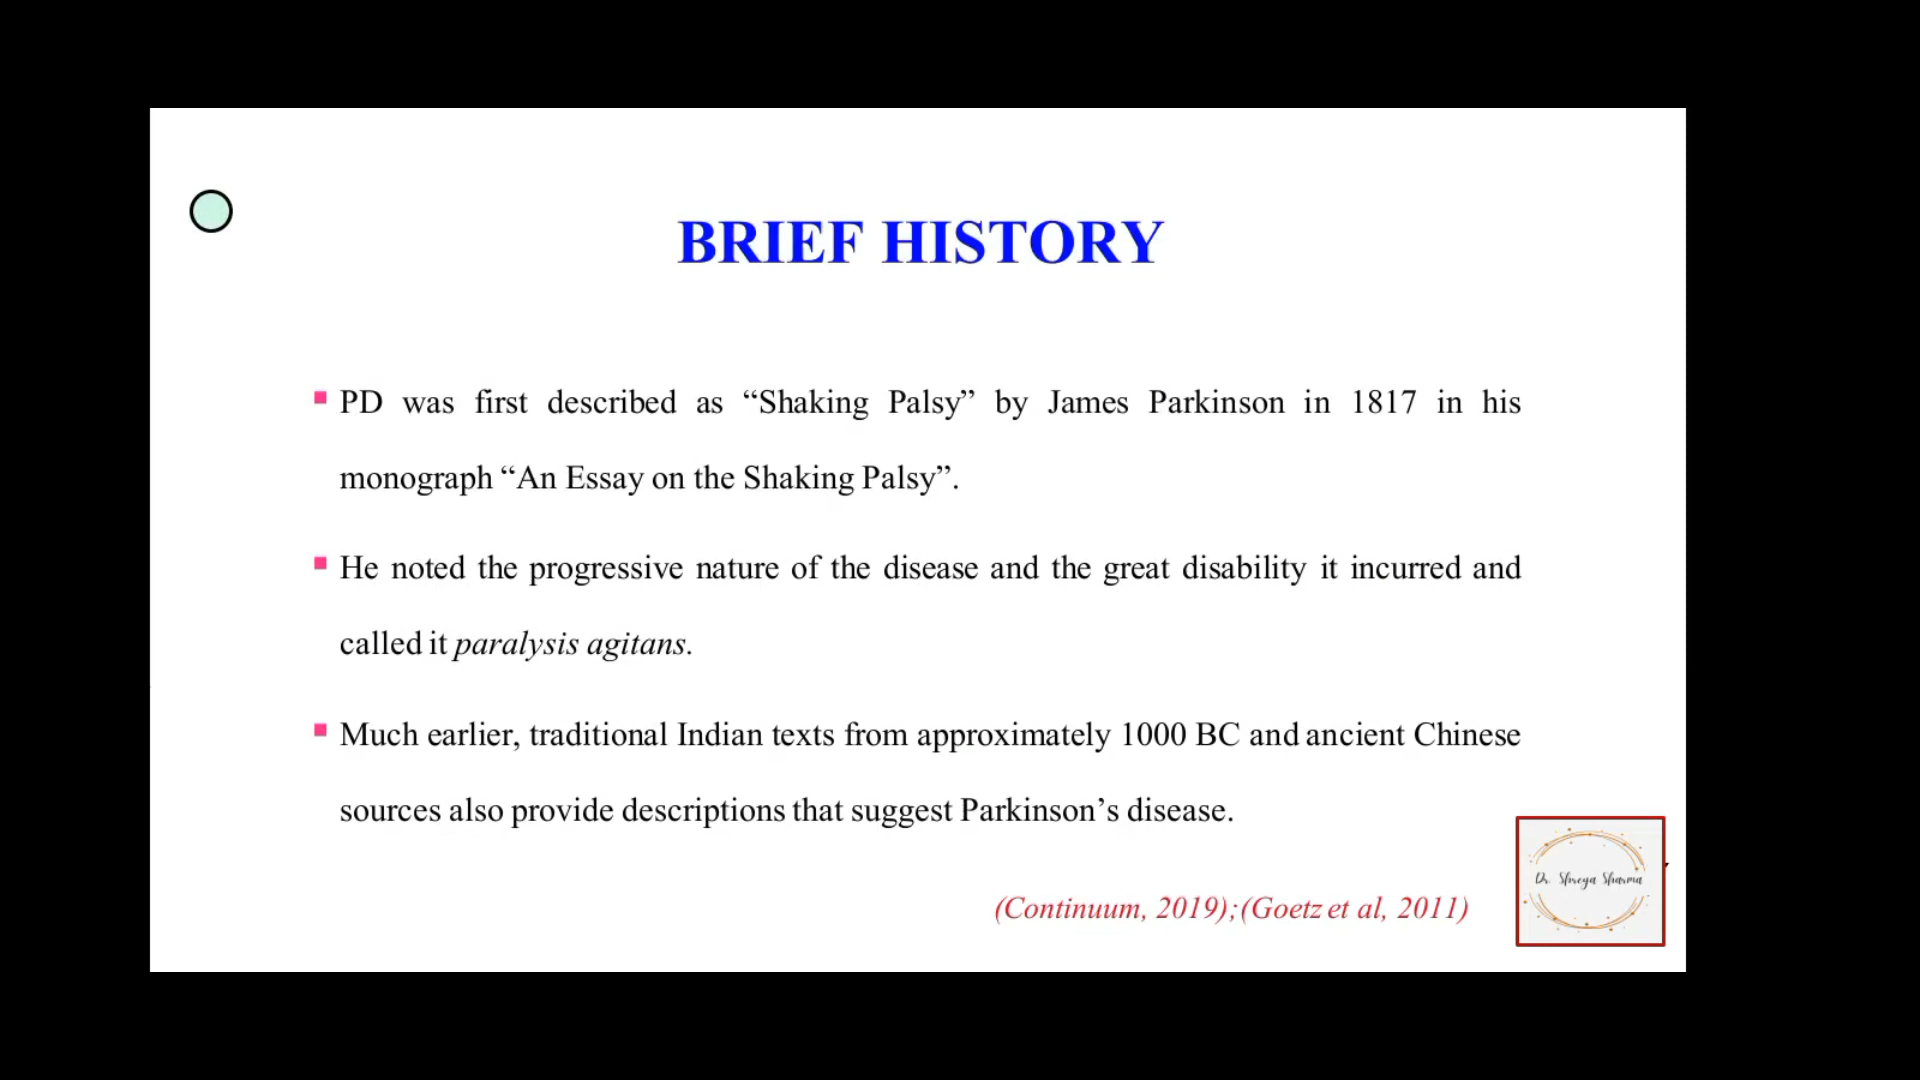 BRIEF HISTORY
PD was first described as “Shaking Palsy” by James Parkinson in 1817 in his
monograph “An Essay on the Shaking Palsy”.
He noted the progressive nature of the disease and the great disability it incurred and
called it paralysis agitans.
Much earlier, traditional Indian texts from approximately 1000 BC and ancient Chinese
sources also provide descriptions that suggest Parkinson’s disease.
(Continuum, 2019);(Goetz et al, 2011)
Dr. Shreya Sharma